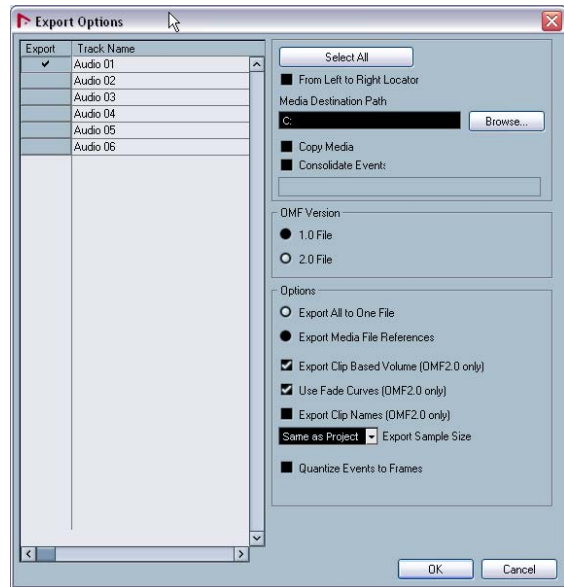 Export Options
Export Track Name
Audio 01
Audio 02
Audio 03
Audio 04
Audio 05
Audio 06
Select All
From Left to Right Locator
Media Destination Path
C:
Browse...
Copy Media
Consolidate Events
OMF Version
1.0 File
2.0 File
Options
Export All to One File
Export Media File References
Export Clip Based Volume (OMF2.0 only)
Use Fade Curves (OMF2.0 only)
Export Clip Names (OMF2.0 only)
Same as Project Export Sample Size
Quantize Events to Frames
OK Cancel